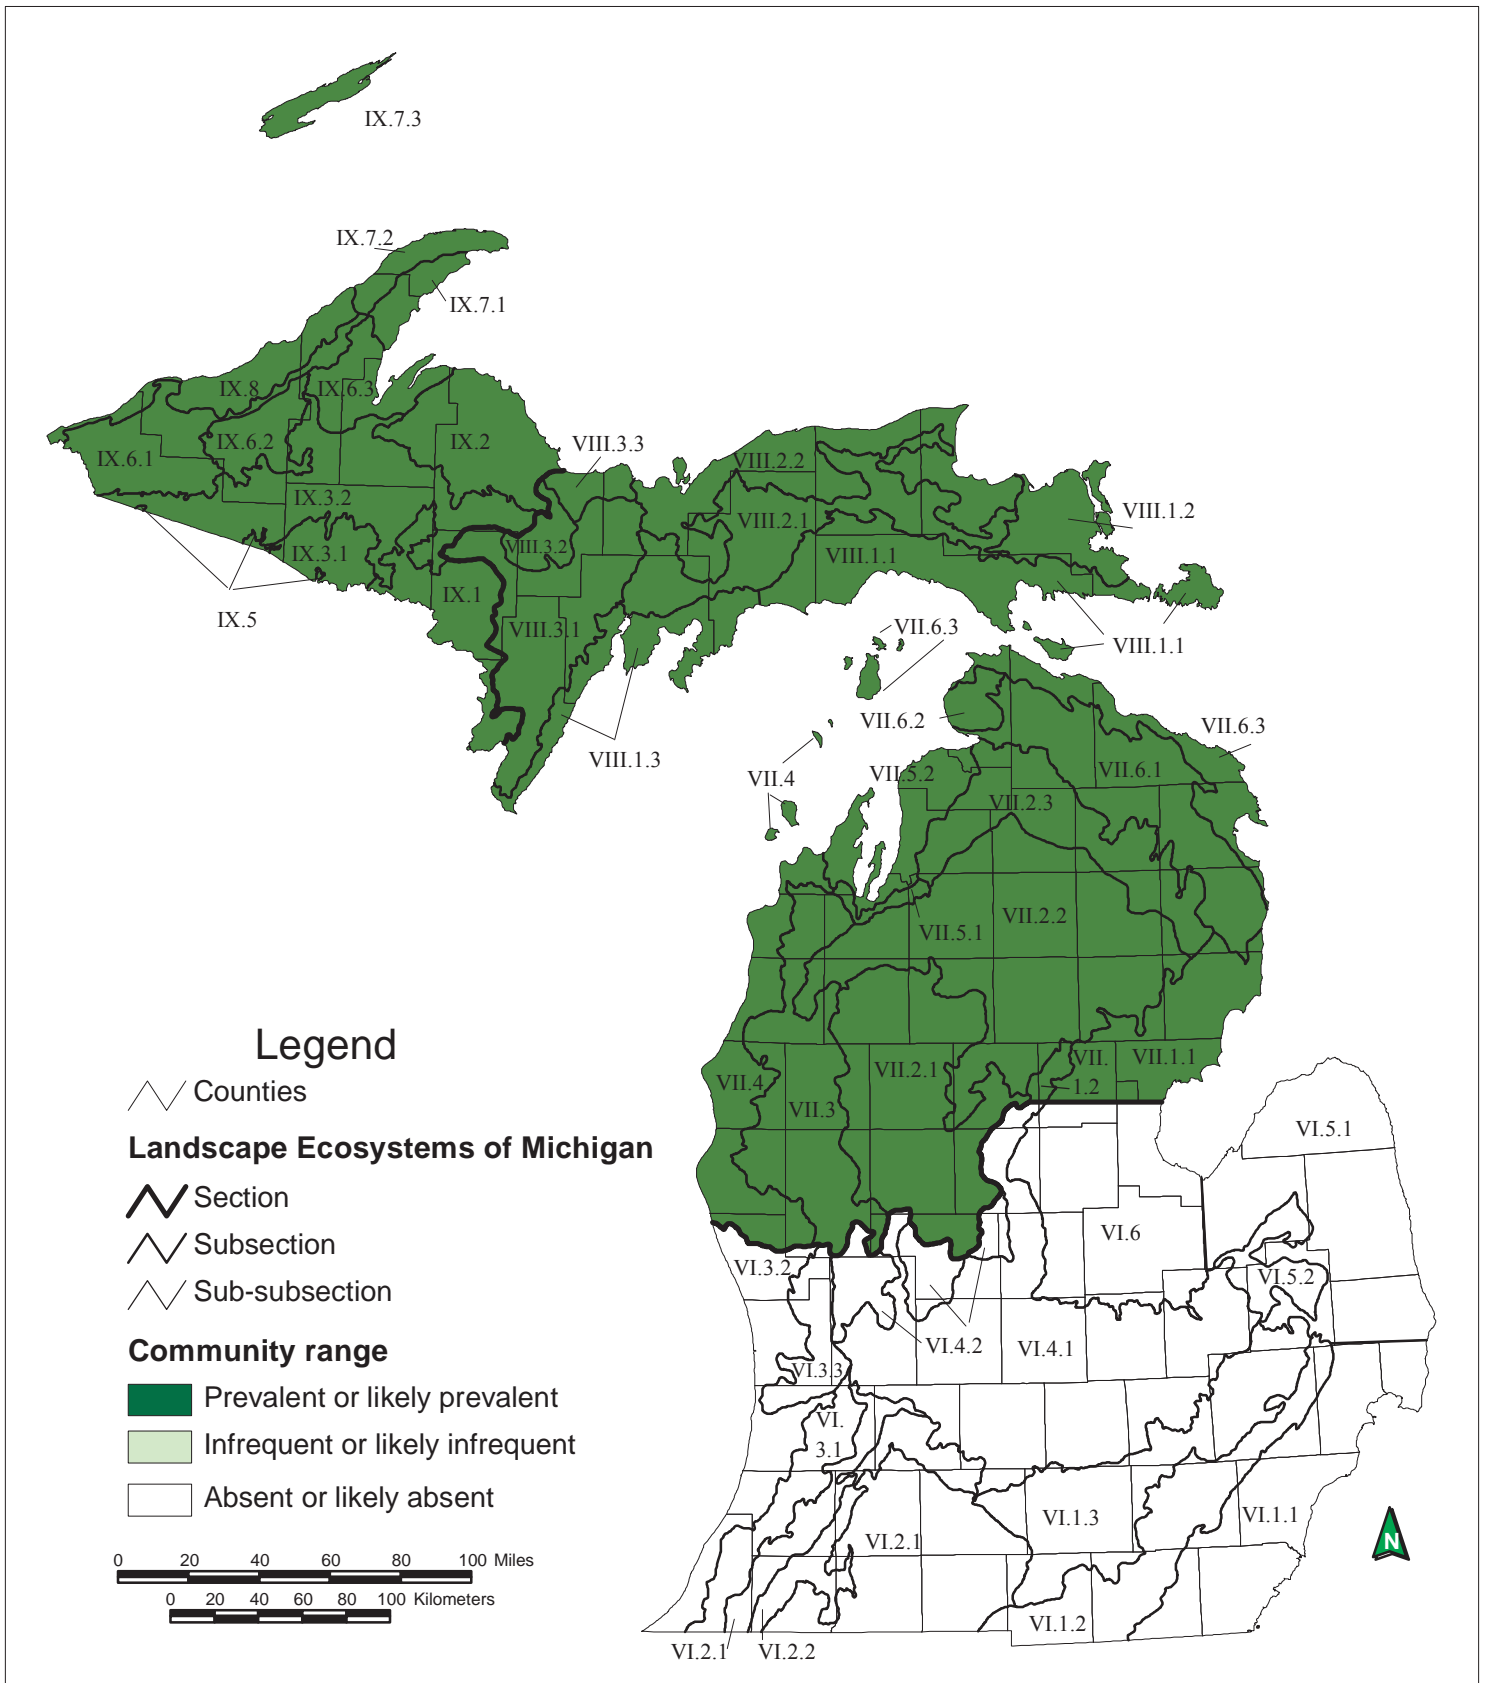 IX.7.3
IX.7.2
IX.7.1
IX.8
IX.6.3
IX.6.2
IX.2
IX.6.1
VIII.3.3
VIII.2.2
IX.3.2
VIII.2.1
VIII.1.2
IX.3.1
VIII.3.2
VIII.1.1
IX.1
IX.5
VIII.3.1
VII.6.3
VIII.1.1
VII.6.2
VII.6.3
VIII.1.3
VII.4
VII.5.2
VII.6.1
VII.2.3
VII.2.2
VII.5.1
VII.4
VII.3
VII.2.1
VII.
1.2
VII.1.1
VI.5.1
VI.6
VI.3.2
VI.5.2
VI.4.2
VI.4.1
VI.3.3
VI.
3.1
VI.1.3
VI.1.1
VI.2.1
VI.1.2
VI.2.1
VI.2.2
Legend
Counties
Landscape Ecosystems of Michigan
Section
Subsection
Sub-subsection
Community range
Prevalent or likely prevalent
Infrequent or likely infrequent
Absent or likely absent
0 20 40 60 80 100 Miles
0 20 40 60 80 100 Kilometers
N